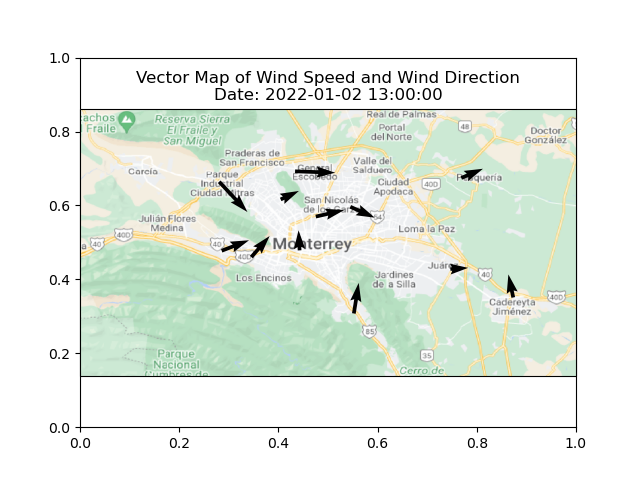 1.0
Vector Map of Wind Speed and Wind Direction
Date: 2022-01-02 13:00:00
achos
Fraile
Reserva Sierra
El Fraile y
San Miguel
Real de Palmas
Portal
del Norte
48
Doctor
González
0.8
Praderas de
San Francisco
General
Escobedo
Valle del
Salduero
García
Parque
Industrial
Ciudad Mitras
Ciudad
Apodaca
40D
Pesquería
San Nicolás
de los Garza
54
0.6
Julián Flores
Medina
Loma la Paz
40
40D
Monterrey
40D
Juárez
40
0.4
Los Encinos
Jardines
de la Silla
Cadereyta
Jiménez
40D
85
35
0.2
Parque
Nacional
Cumbres de
Cerro de
0.0
0.0 0.2 0.4 0.6 0.8 1.0